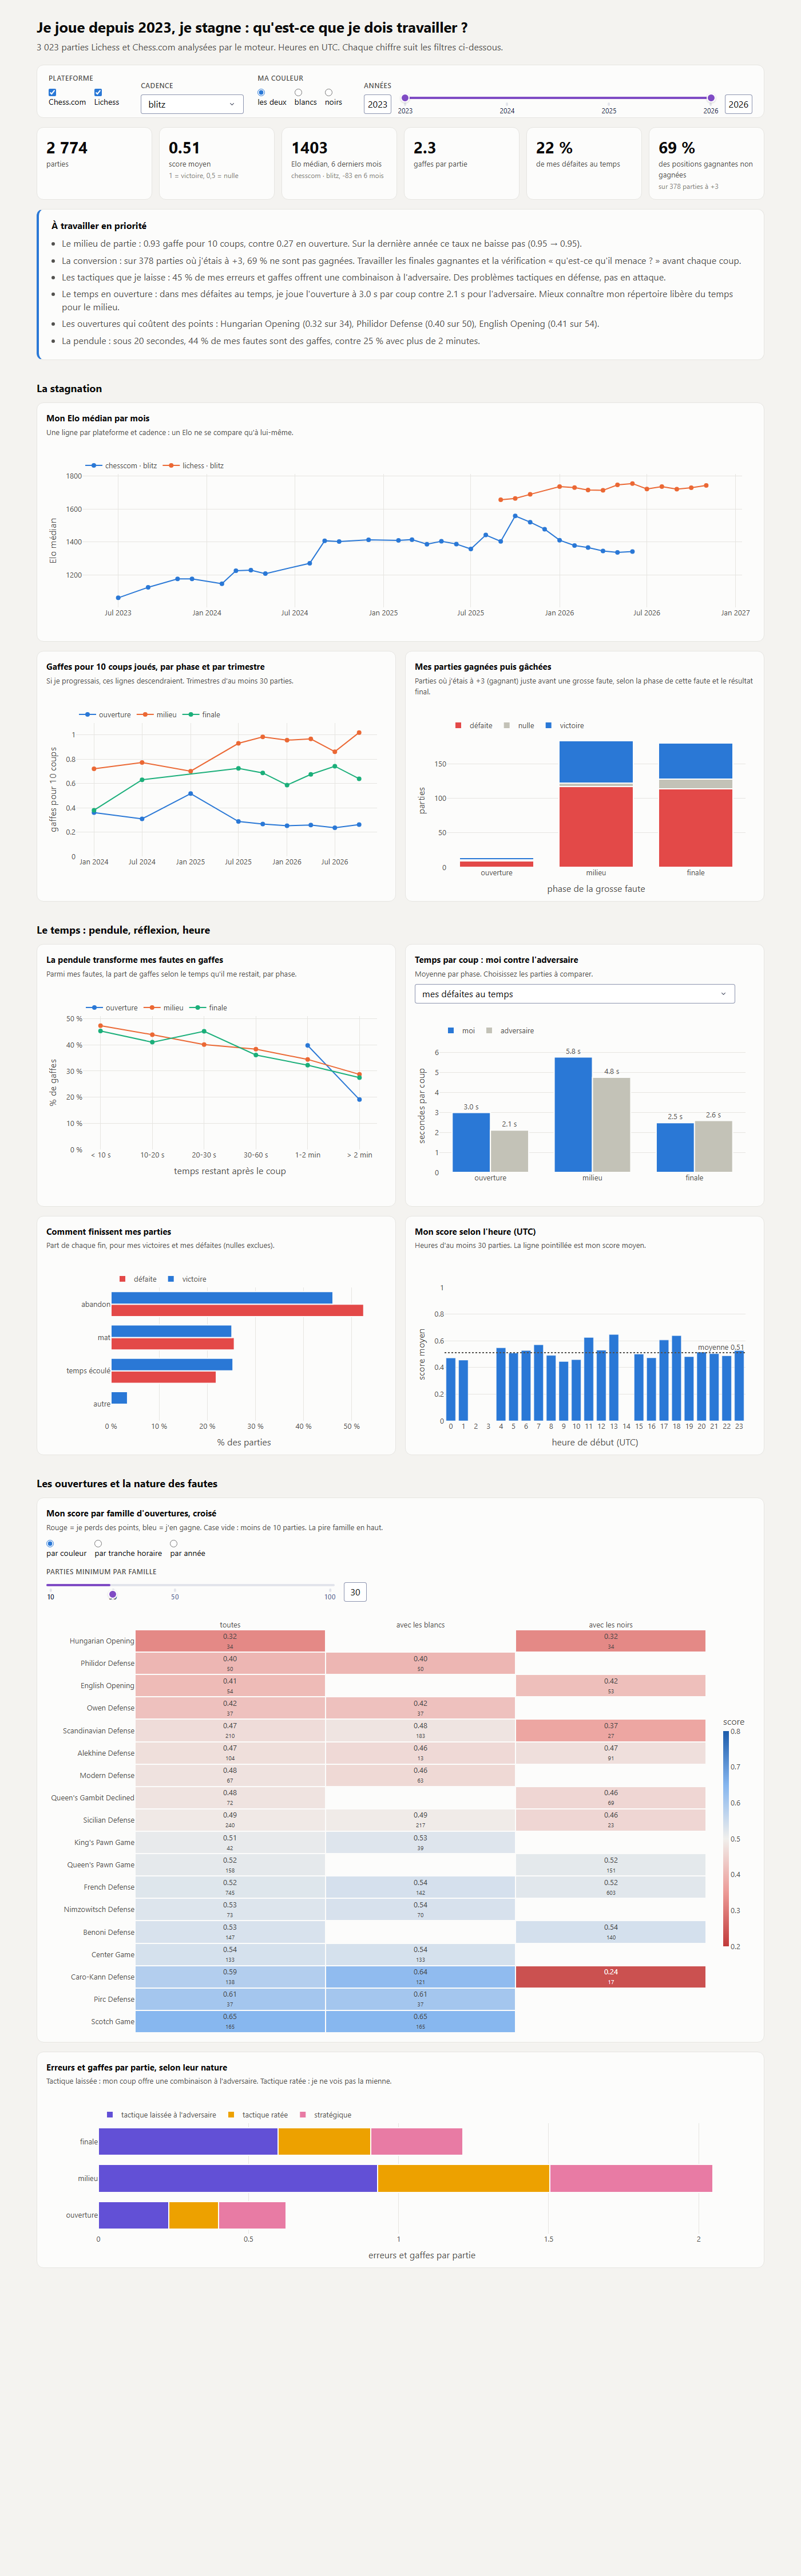 Je joue depuis 2023, je stagne : qu'est-ce que je dois travailler ?
3 023 parties Lichess et Chess.com analysées par le moteur. Heures en UTC. Chaque chiffre suit les filtres ci-dessous.
PLATEFORME
Chess.com Lichess
CADENCE
blitz
MA COULEUR
les deux blancs noirs
ANNÉES
2023
2023 2024 2025 2026
2026
2 774
parties
0.51
score moyen
1 = victoire, 0,5 = nulle
1403
Elo médian, 6 derniers mois
chesscom · blitz, -83 en 6 mois
2.3
gaffes par partie
22 %
de mes défaites au temps
69 %
des positions gagnantes non
gagnées
sur 378 parties à +3
À travailler en priorité
Le milieu de partie : 0.93 gaffe pour 10 coups, contre 0.27 en ouverture. Sur la dernière année ce taux ne baisse pas (0.95 → 0.95).
La conversion : sur 378 parties où j'étais à +3, 69 % ne sont pas gagnées. Travailler les finales gagnantes et la vérification « qu'est-ce qu'il menace ? » avant chaque coup.
Les tactiques que je laisse : 45 % de mes erreurs et gaffes offrent une combinaison à l'adversaire. Des problèmes tactiques en défense, pas en attaque.
Le temps en ouverture : dans mes défaites au temps, je joue l'ouverture à 3.0 s par coup contre 2.1 s pour l'adversaire. Mieux connaître mon répertoire libère du temps
pour le milieu.
Les ouvertures qui coûtent des points : Hungarian Opening (0.32 sur 34), Philidor Defense (0.40 sur 50), English Opening (0.41 sur 54).
La pendule : sous 20 secondes, 44 % de mes fautes sont des gaffes, contre 25 % avec plus de 2 minutes.
La stagnation
Mon Elo médian par mois
Une ligne par plateforme et cadence : un Elo ne se compare qu'à lui-même.
chesscom · blitz lichess · blitz
Elo médian
1800
1600
1400
1200
Jul 2023 Jan 2024 Jul 2024 Jan 2025 Jul 2025 Jan 2026 Jul 2026 Jan 2027
Gaffes pour 10 coups joués, par phase et par trimestre
Si je progressais, ces lignes descendraient. Trimestres d'au moins 30 parties.
ouverture milieu finale
gaffes pour 10 coups
1
0.8
0.6
0.4
0.2
0
Jan 2024 Jul 2024 Jan 2025 Jul 2025 Jan 2026 Jul 2026
Mes parties gagnées puis gâchées
Parties où j'étais à +3 (gagnant) juste avant une grosse faute, selon la phase de cette faute et le résultat
final.
défaite nulle victoire
parties
150
100
50
0
ouverture milieu finale
phase de la grosse faute
Le temps : pendule, réflexion, heure
La pendule transforme mes fautes en gaffes
Parmi mes fautes, la part de gaffes selon le temps qu'il me restait, par phase.
ouverture milieu finale
% de gaffes
50 %
40 %
30 %
20 %
10 %
0 %
< 10 s 10-20 s 20-30 s 30-60 s 1-2 min > 2 min
temps restant après le coup
Temps par coup : moi contre l'adversaire
Moyenne par phase. Choisissez les parties à comparer.
mes défaites au temps
moi adversaire
secondes par coup
6
5
4
3
2
1
0
3.0 s 2.1 s 5.8 s 4.8 s 2.5 s 2.6 s
ouverture milieu finale
Comment finissent mes parties
Part de chaque fin, pour mes victoires et mes défaites (nulles exclues).
défaite victoire
abandon
mat
temps écoulé
autre
0 % 10 % 20 % 30 % 40 % 50 %
% des parties
Mon score selon l'heure (UTC)
Heures d'au moins 30 parties. La ligne pointillée est mon score moyen.
score moyen
1
0.8
0.6
0.4
0.2
0
moyenne 0.51
0 1 2 3 4 5 6 7 8 9 10 11 12 13 14 15 16 17 18 19 20 21 22 23
heure de début (UTC)
Les ouvertures et la nature des fautes
Mon score par famille d'ouvertures, croisé
Rouge = je perds des points, bleu = j'en gagne. Case vide : moins de 10 parties. La pire famille en haut.
par couleur par tranche horaire par année
PARTIES MINIMUM PAR FAMILLE
10 50 100
30
toutes avec les blancs avec les noirs
Hungarian Opening 0.32 0.32
34 34
Philidor Defense 0.40 0.40
50 50
English Opening 0.41 0.42
54 53
Owen Defense 0.42 0.42
37 37
Scandinavian Defense 0.47 0.48 0.37
210 183 27
Alekhine Defense 0.47 0.46 0.47
104 13 91
Modern Defense 0.48 0.46
67 63
Queen's Gambit Declined 0.48 0.46
72 69
Sicilian Defense 0.49 0.49 0.46
240 217 23
King's Pawn Game 0.51 0.53
42 39
Queen's Pawn Game 0.52 0.52
158 151
French Defense 0.52 0.54 0.52
745 142 603
Nimzowitsch Defense 0.53 0.54
73 70
Benoni Defense 0.53 0.54
147 140
Center Game 0.54 0.54
133 133
Caro-Kann Defense 0.59 0.64 0.24
138 121 17
Pirc Defense 0.61 0.61
37 37
Scotch Game 0.65 0.65
165 165
score
0.8
0.7
0.6
0.5
0.4
0.3
0.2
Erreurs et gaffes par partie, selon leur nature
Tactique laissée : mon coup offre une combinaison à l'adversaire. Tactique ratée : je ne vois pas la mienne.
tactique laissée à l'adversaire tactique ratée stratégique
finale
milieu
ouverture
0 0.5 1 1.5 2
erreurs et gaffes par partie